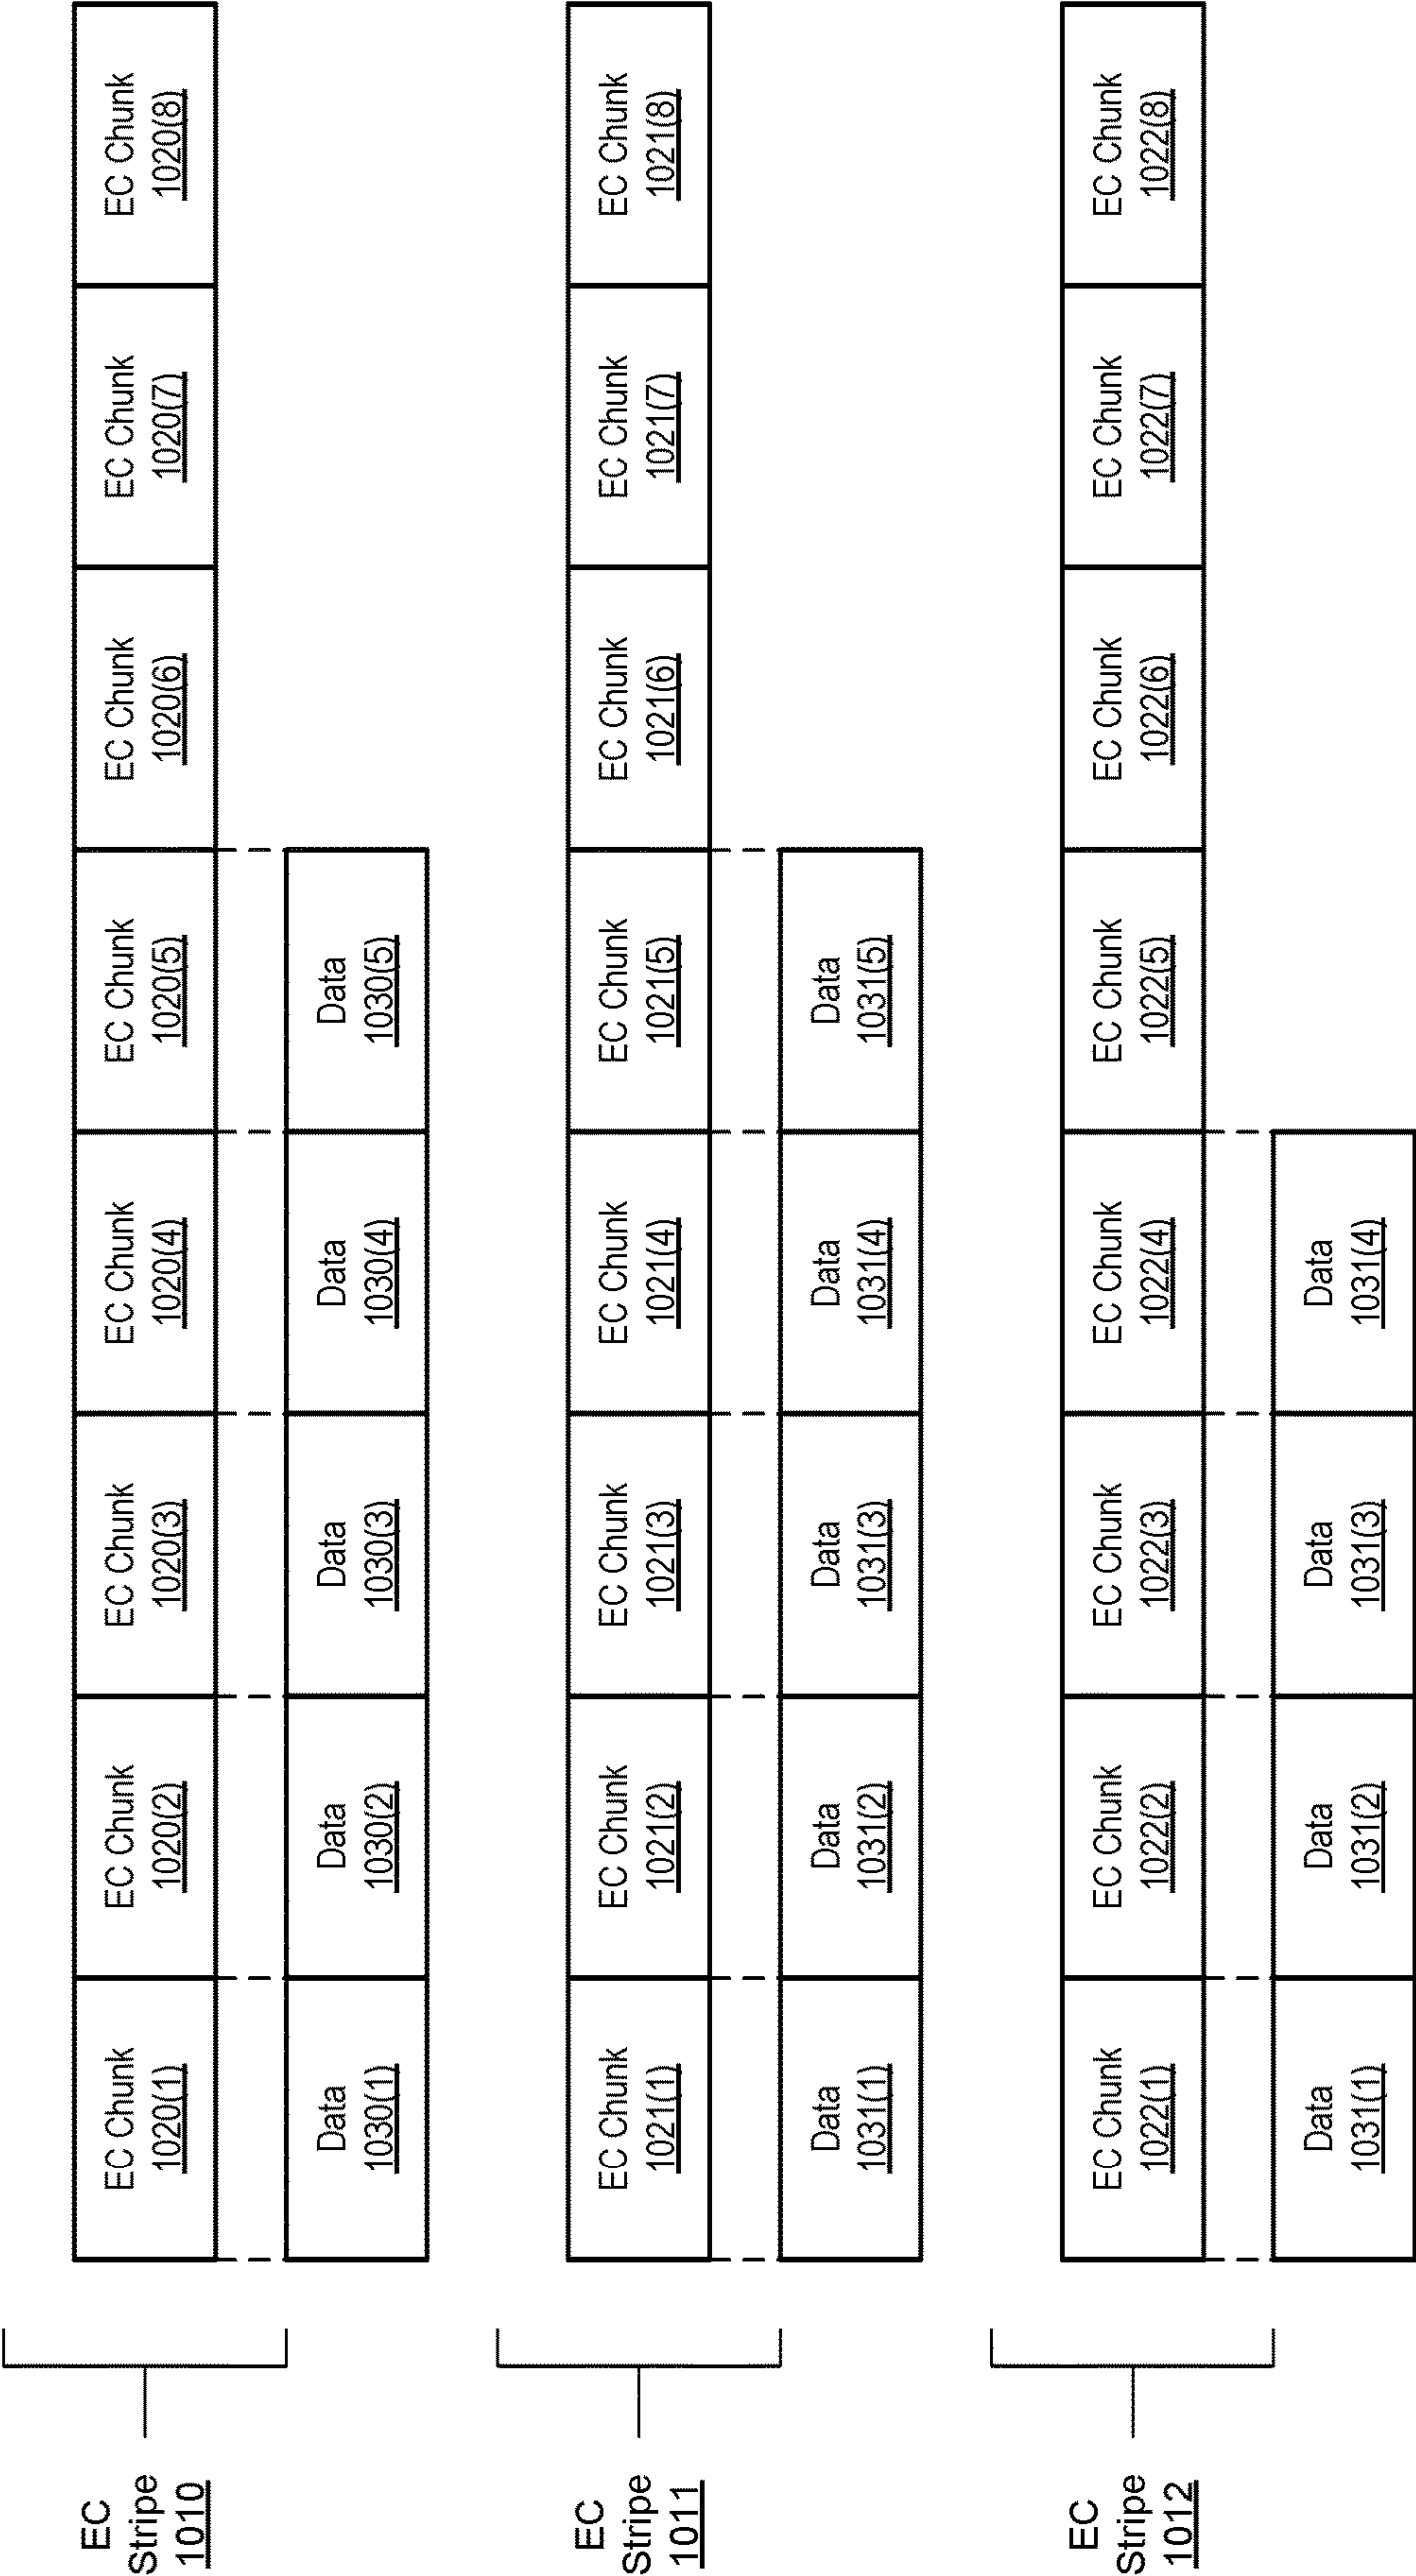 EC
Stripe
1010
EC Chunk
1020(1)
EC Chunk
1020(2)
EC Chunk
1020(3)
EC Chunk
1020(4)
EC Chunk
1020(5)
EC Chunk
1020(6)
EC Chunk
1020(7)
EC Chunk
1020(8)
Data
1030(1)
Data
1030(2)
Data
1030(3)
Data
1030(4)
Data
1030(5)
EC
Stripe
1011
EC Chunk
1021(1)
EC Chunk
1021(2)
EC Chunk
1021(3)
EC Chunk
1021(4)
EC Chunk
1021(5)
EC Chunk
1021(6)
EC Chunk
1021(7)
EC Chunk
1021(8)
Data
1031(1)
Data
1031(2)
Data
1031(3)
Data
1031(4)
Data
1031(5)
EC
Stripe
1012
EC Chunk
1022(1)
EC Chunk
1022(2)
EC Chunk
1022(3)
EC Chunk
1022(4)
EC Chunk
1022(5)
EC Chunk
1022(6)
EC Chunk
1022(7)
EC Chunk
1022(8)
Data
1031(1)
Data
1031(2)
Data
1031(3)
Data
1031(4)